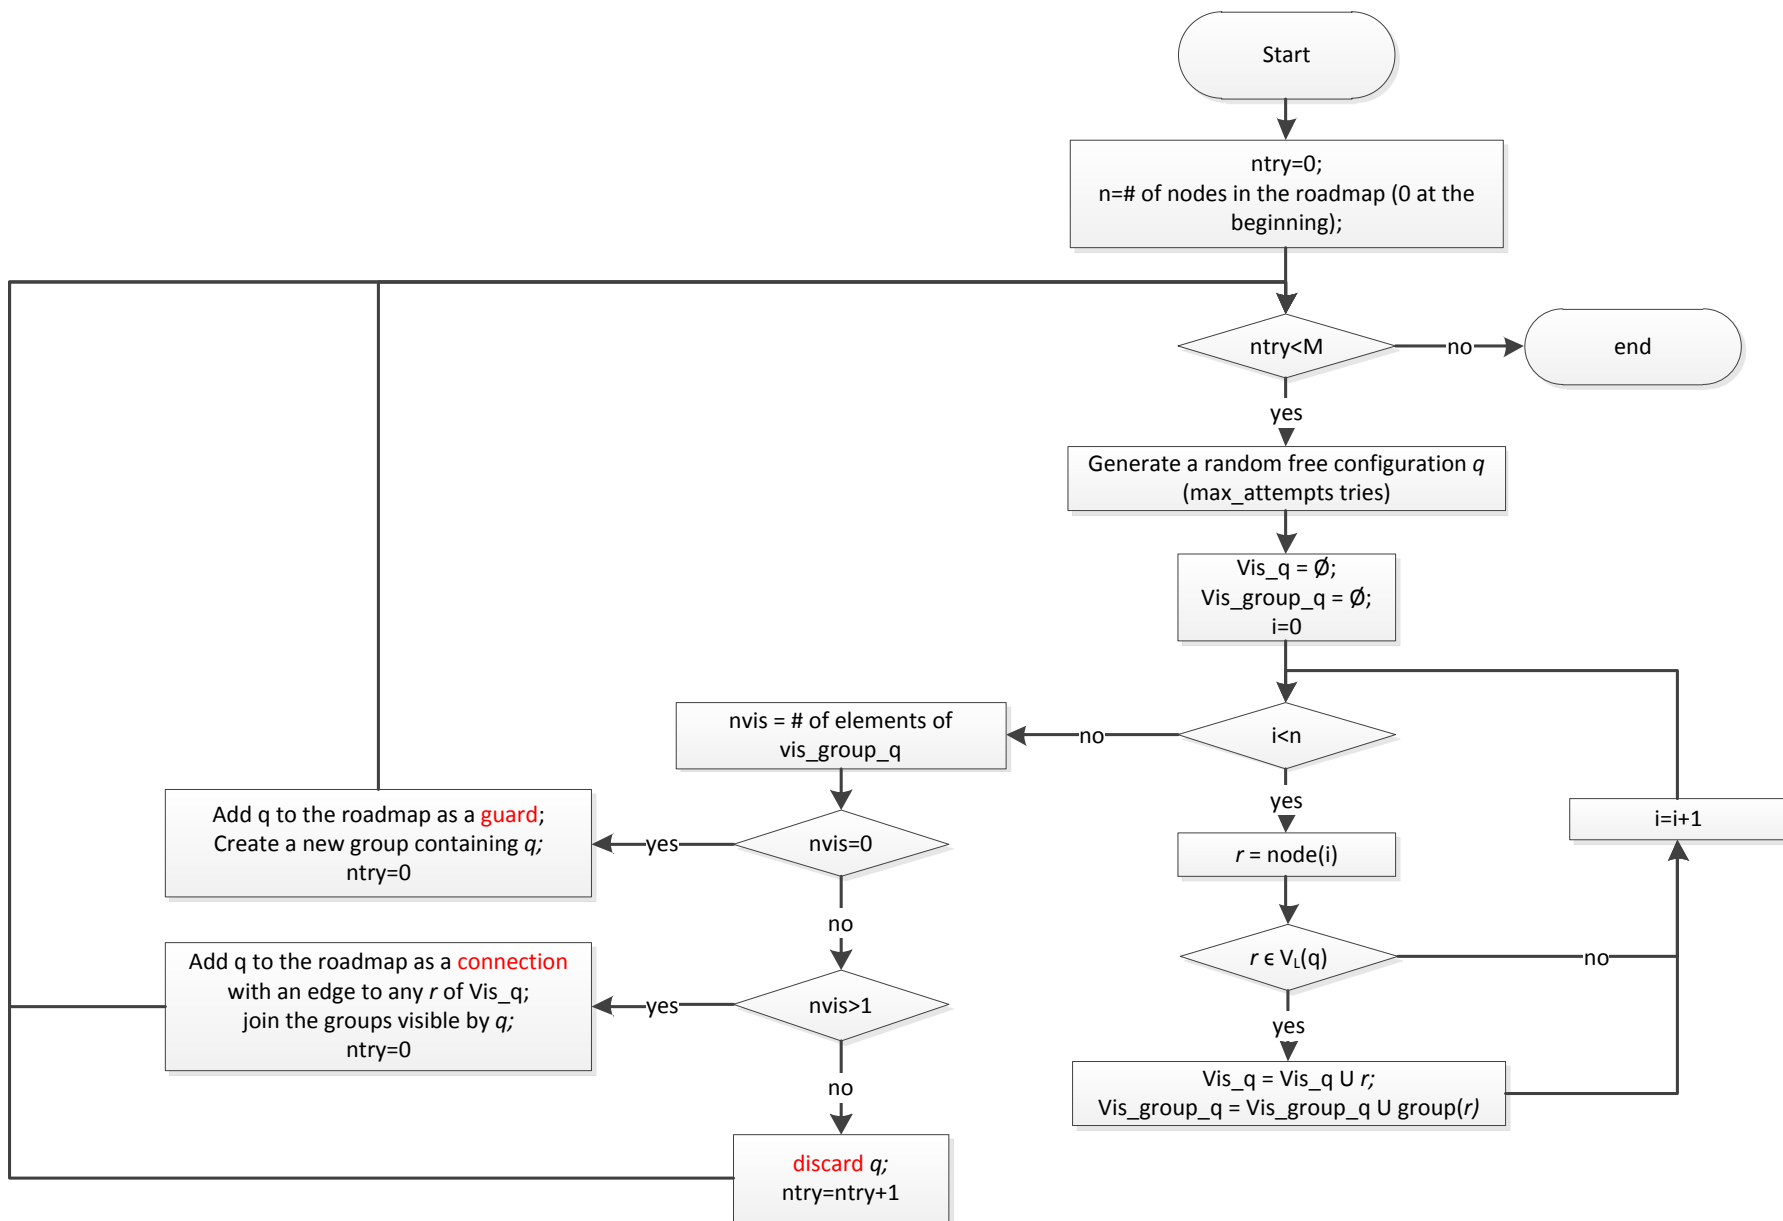 Start
ntry=0;
n=# of nodes in the roadmap (0 at the
beginning);
ntry<M
no
end
yes
Generate a random free configuration q
(max_attempts tries)
Vis_q = Ø;
Vis_group_q = Ø;
i=0
i<n
no
nvis = # of elements of
vis_group_q
yes
i=i+1
r = node(i)
r ϵ VL(q)
no
yes
Vis_q = Vis_q U r;
Vis_group_q = Vis_group_q U group(r)
nvis=0
yes
Add q to the roadmap as a guard;
Create a new group containing q;
ntry=0
no
nvis>1
yes
Add q to the roadmap as a connection
with an edge to any r of Vis_q;
join the groups visible by q;
ntry=0
no
discard q;
ntry=ntry+1